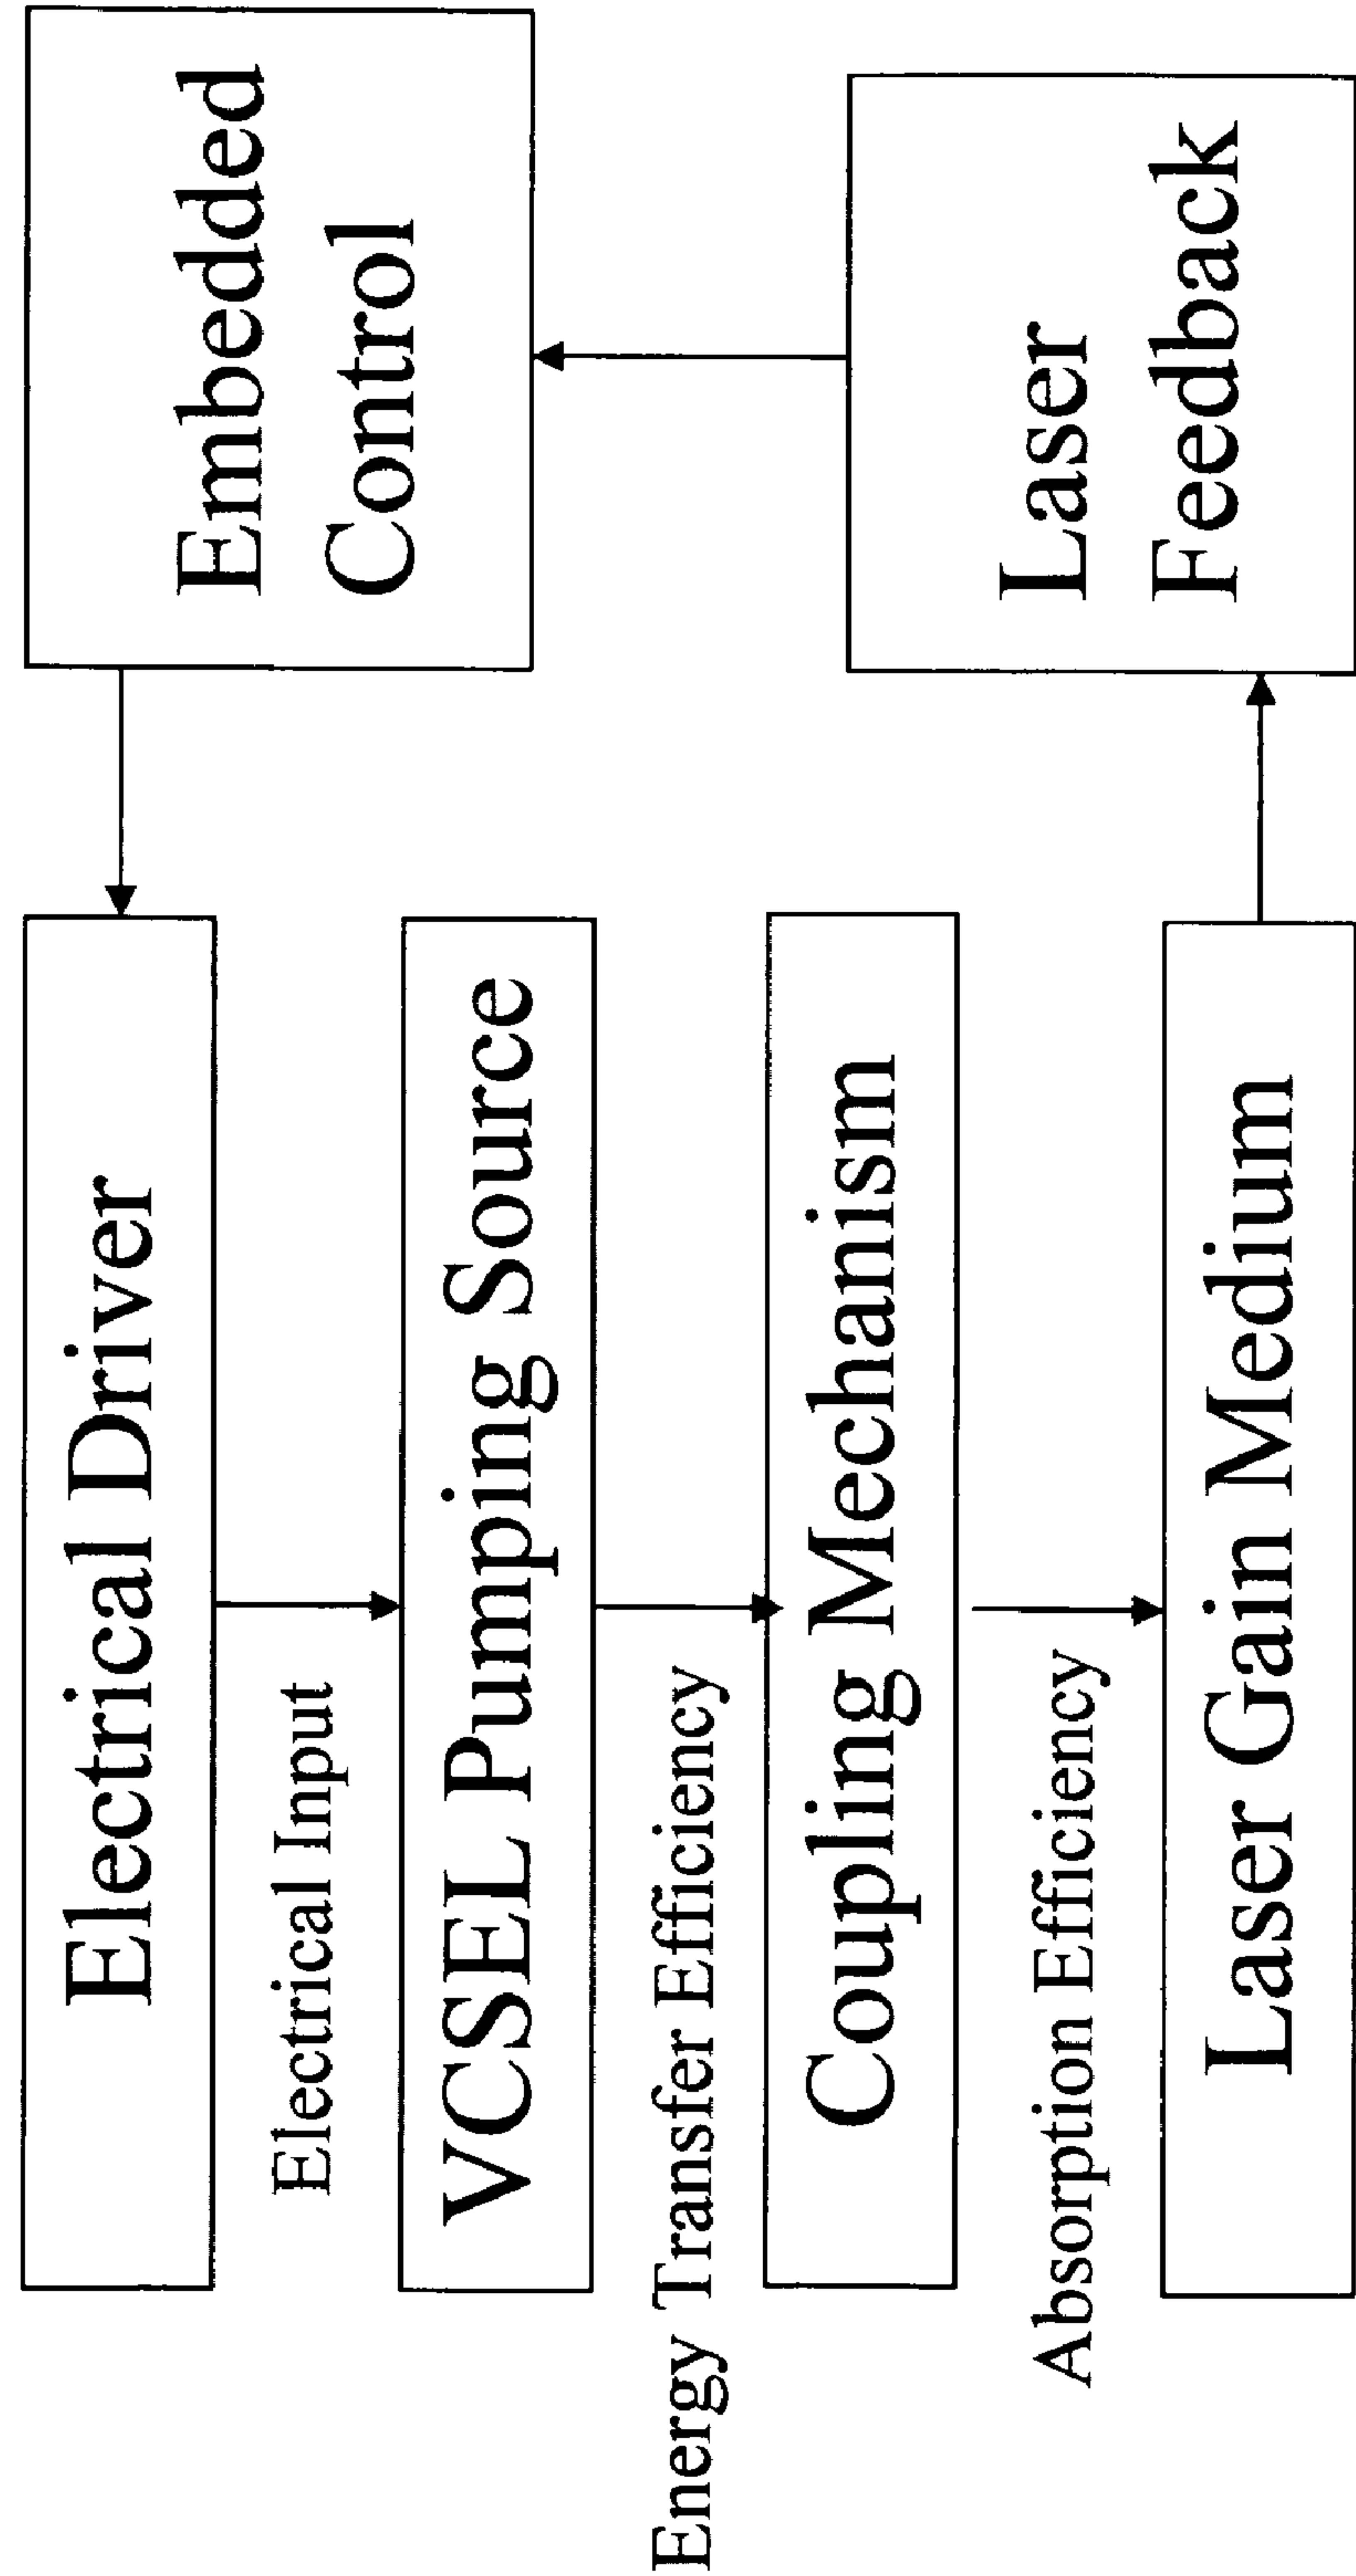 Electrical Driver
Electrical Input
VCSEL Pumping Source
Energy Transfer Efficiency
Coupling Mechanism
Absorption Efficiency
Laser Gain Medium
Embedded
Control
Laser
Feedback